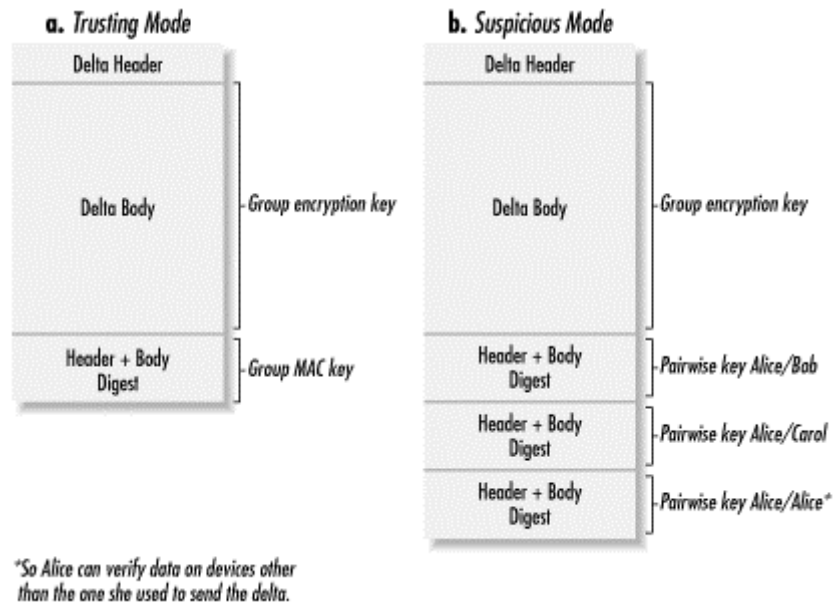 a. Trusting Mode
Delta Header
Delta Body
Group encryption key
Header + Body
Digest
Group MAC key
b. Suspicious Mode
Delta Header
Delta Body
Group encryption key
Header + Body
Digest
Pairwise key Alice/Bob
Header + Body
Digest
Pairwise key Alice/Carol
Header + Body
Digest
Pairwise key Alice/Alice*
*So Alice can verify data on devices other
than the one she used to send the delta.